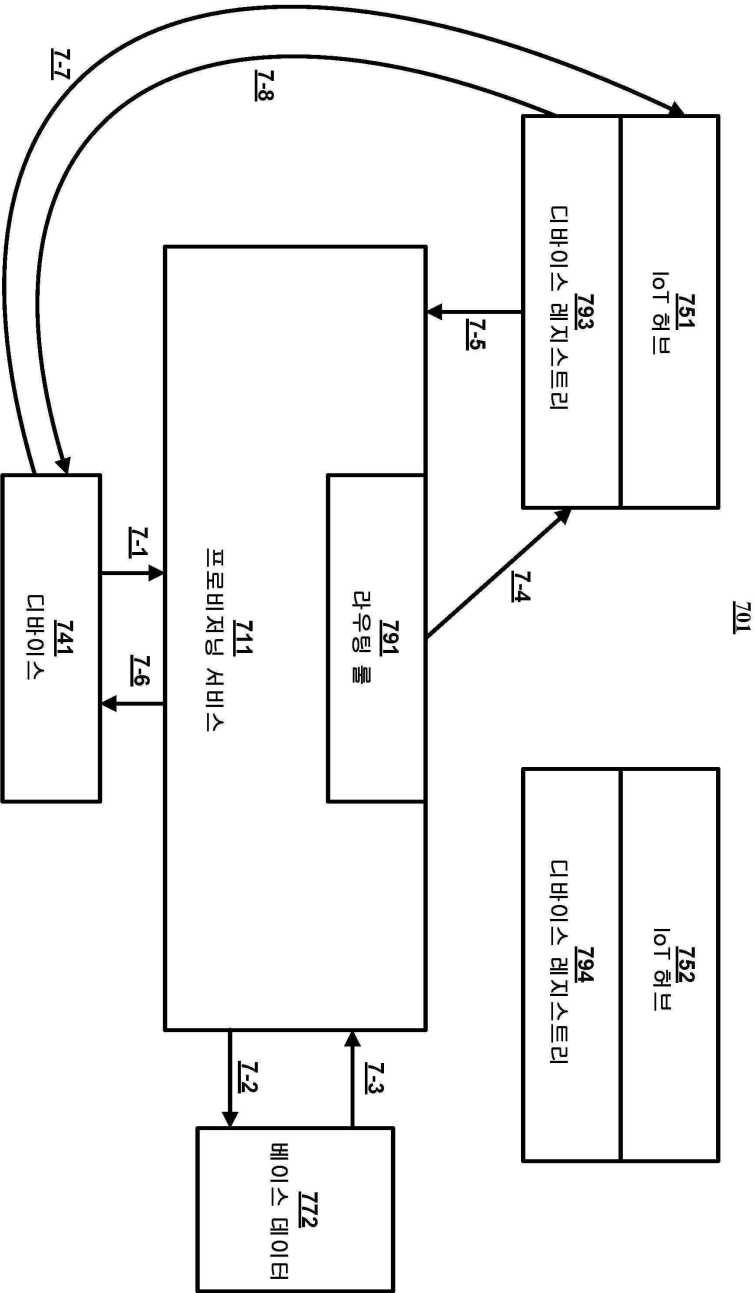 701
751
IoT 허브
752
IoT 허브
793
디바이스 레지스트리
794
디바이스 레지스트리
7-4
7-5
791
라우팅 룰
7-3
772
베이스 데이터
7-8
711
프로비저닝 서비스
7-2
7-1
7-6
7-7
741
디바이스